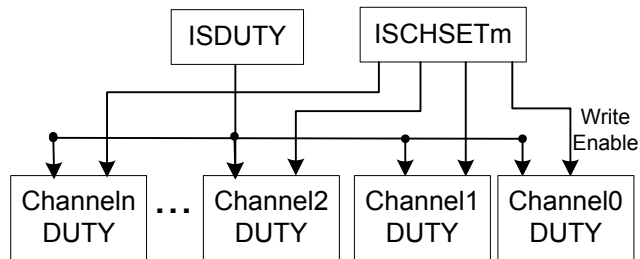 ISDUTY
ISCHSETm
Write
Enable
Channeln
DUTY
...
Channel2
DUTY
Channel1
DUTY
Channel0
DUTY